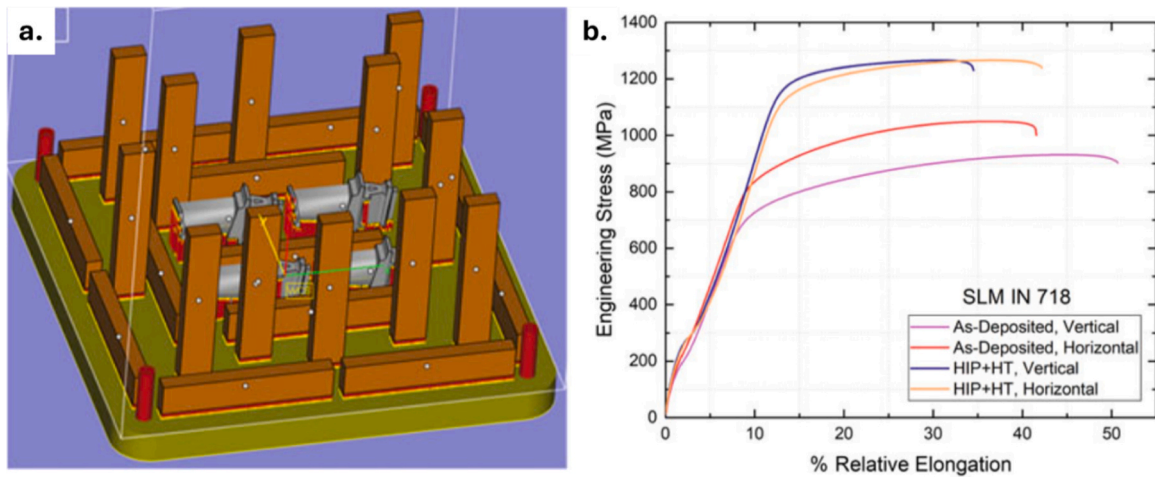 a.
b.
1400
1200
1000
800
600
400
200
0
Engineering Stress (MPa)
SLM IN 718
As-Deposited, Vertical
As-Deposited, Horizontal
HIP+HT, Vertical
HIP+HT, Horizontal
0 10 20 30 40 50
% Relative Elongation